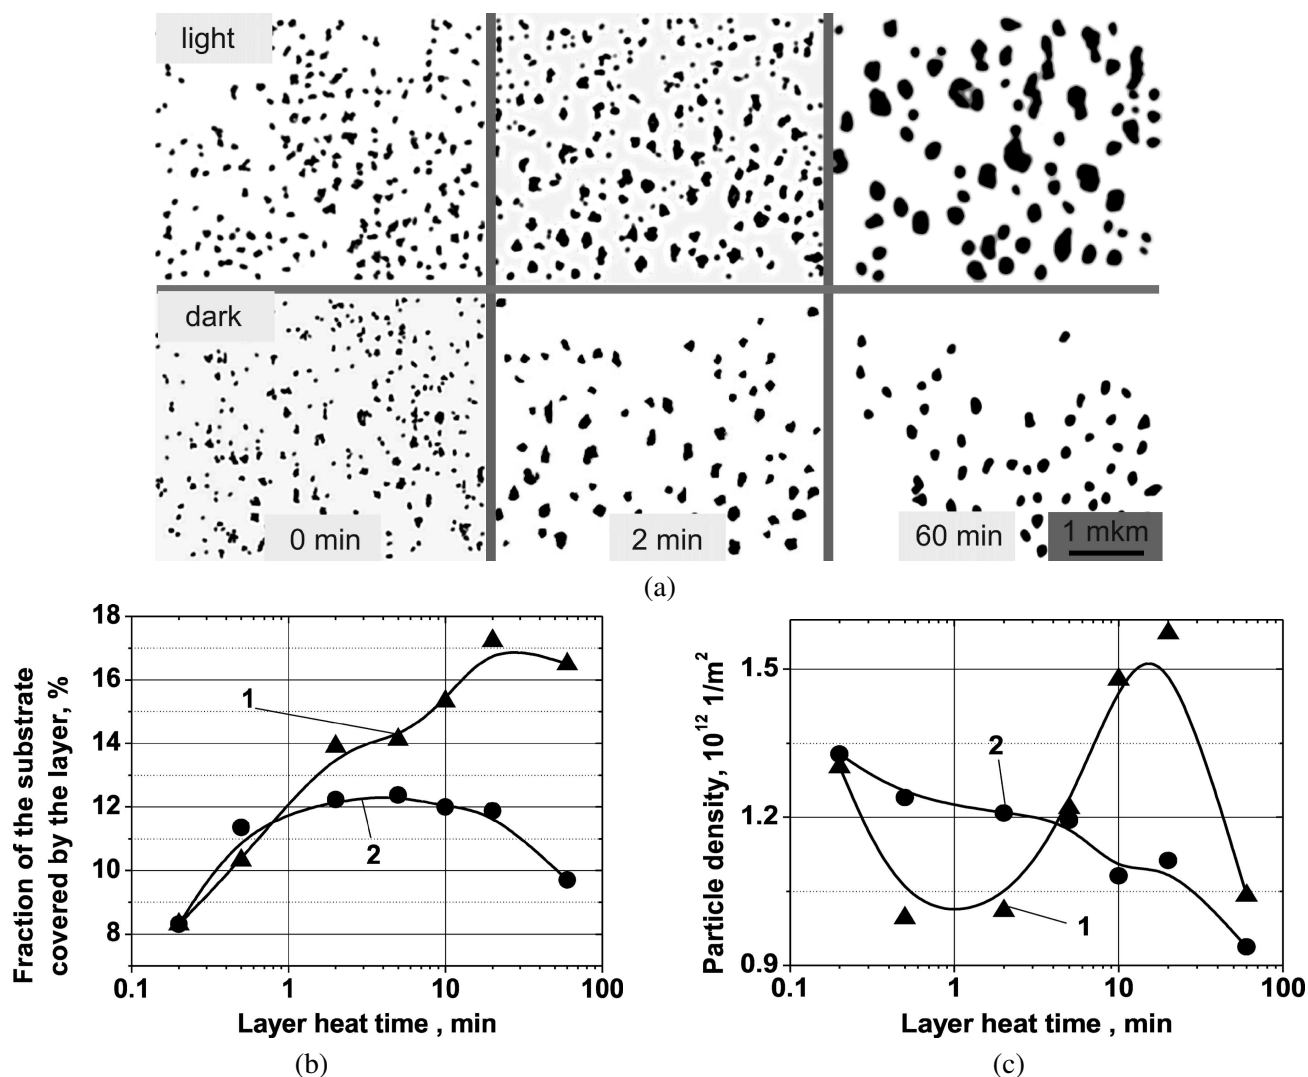 light
dark
0 min
2 min
60 min
1 mkm
(a)
18
16
14
12
10
8
0.1
1
10
100
1
2
Fraction of the substrate
covered by the layer, %
Layer heat time , min
(b)
1.5
1.2
0.9
0.1
1
10
100
2
1
Particle density, 10¹² 1/m²
Layer heat time , min
(c)